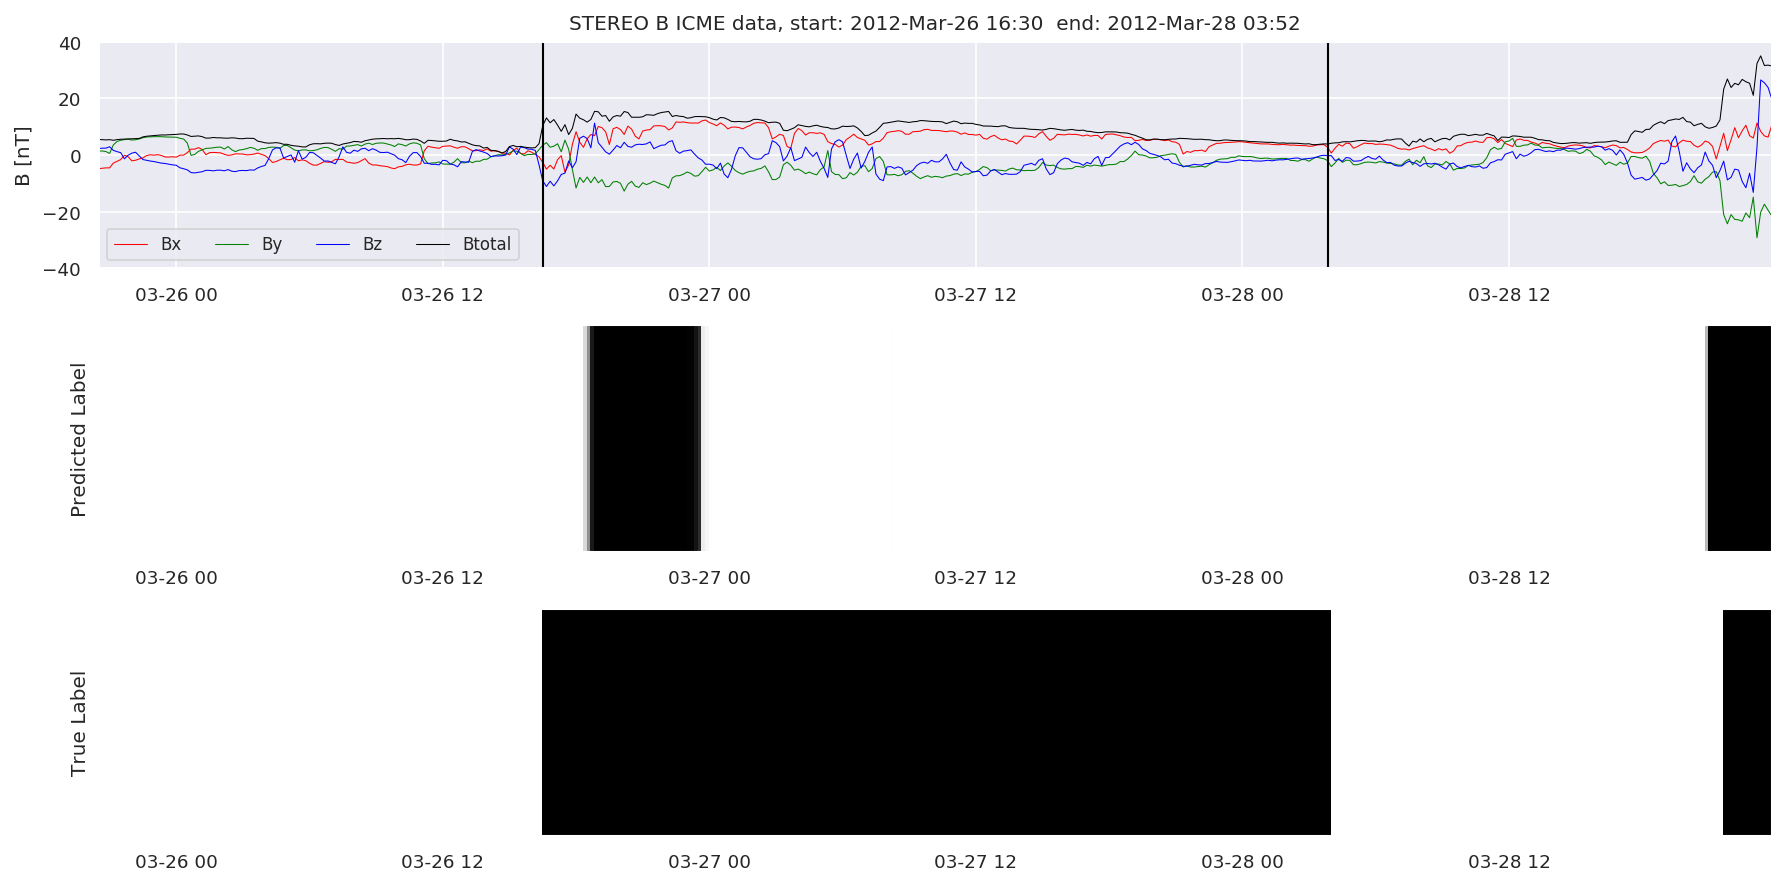 STEREO B ICME data, start: 2012-Mar-26 16:30  end: 2012-Mar-28 03:52
B [nT]
40
20
0
−20
−40
Bx By Bz Btotal
03-26 00 03-26 12 03-27 00 03-27 12 03-28 00 03-28 12
Predicted Label
03-26 00 03-26 12 03-27 00 03-27 12 03-28 00 03-28 12
True Label
03-26 00 03-26 12 03-27 00 03-27 12 03-28 00 03-28 12